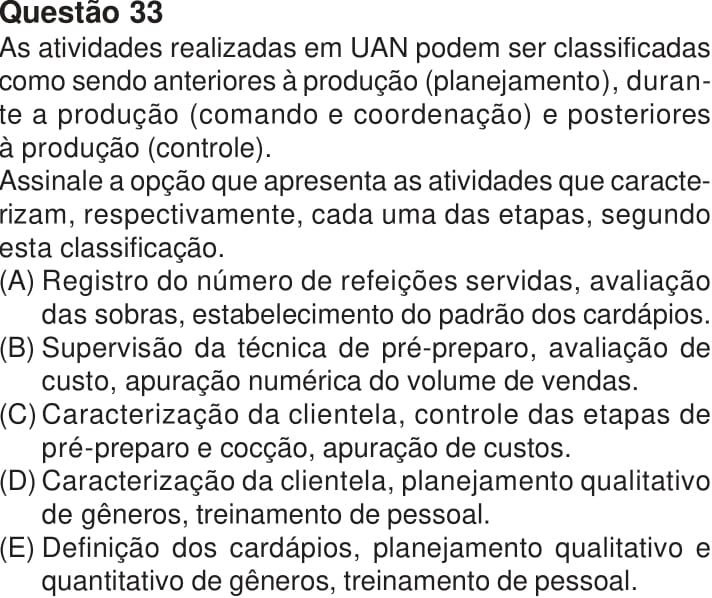 Questão 33
As atividades realizadas em UAN podem ser classificadas
como sendo anteriores à produção (planejamento), duran-
te a produção (comando e coordenação) e posteriores
à produção (controle).
Assinale a opção que apresenta as atividades que caracte-
rizam, respectivamente, cada uma das etapas, segundo
esta classificação.
(A) Registro do número de refeições servidas, avaliação
das sobras, estabelecimento do padrão dos cardápios.
(B) Supervisão da técnica de pré-preparo, avaliação de
custo, apuração numérica do volume de vendas.
(C) Caracterização da clientela, controle das etapas de
pré-preparo e cocção, apuração de custos.
(D) Caracterização da clientela, planejamento qualitativo
de gêneros, treinamento de pessoal.
(E) Definição dos cardápios, planejamento qualitativo e
quantitativo de gêneros, treinamento de pessoal.